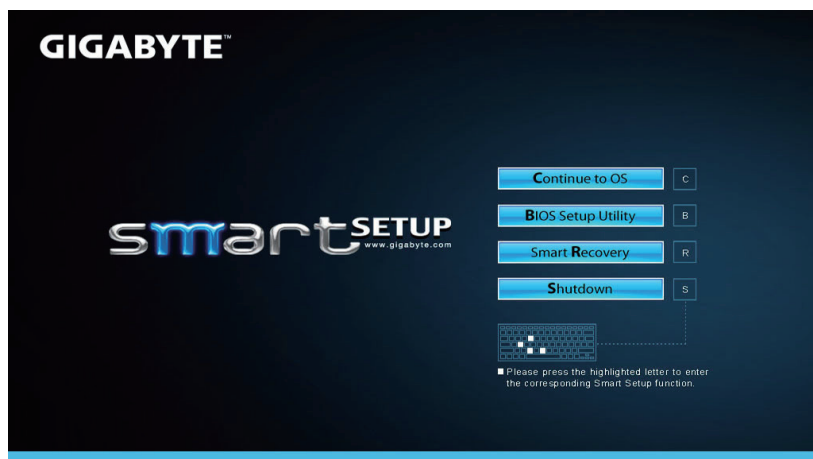 GIGABYTE™
smart SETUP
www.gigabyte.com
Continue to OS C
BIOS Setup Utility B
Smart Recovery R
Shutdown S
Please press the highlighted letter to enter
the corresponding Smart Setup function.